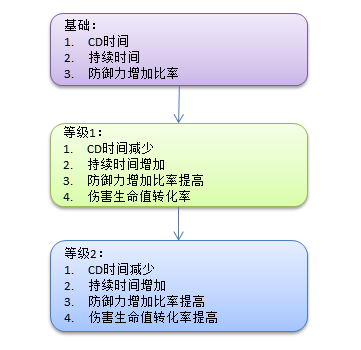 基础：
1. CD时间
2. 持续时间
3. 防御力增加比率
等级1：
1. CD时间减少
2. 持续时间增加
3. 防御力增加比率提高
4. 伤害生命值转化率
等级2：
1. CD时间减少
2. 持续时间增加
3. 防御力增加比率提高
4. 伤害生命值转化率提高